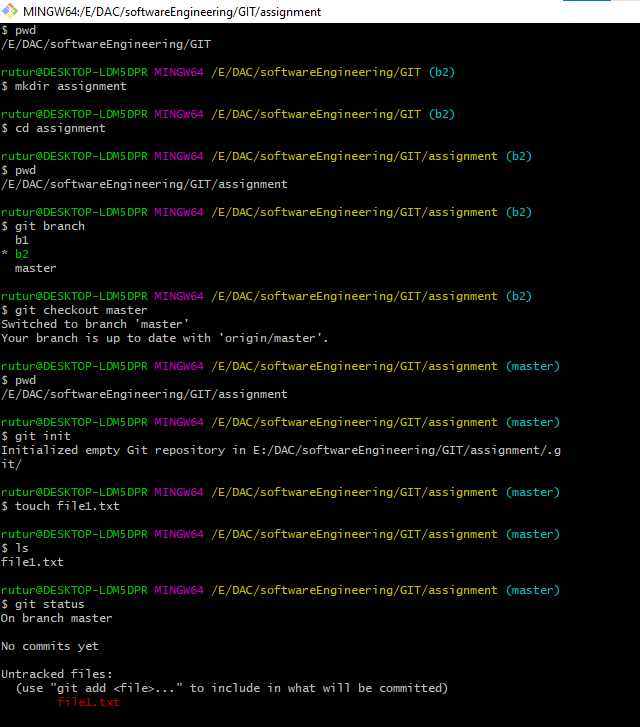 MINGW64:/E/DAC/softwareEngineering/GIT/assignment
$ pwd
/E/DAC/softwareEngineering/GIT
rutur@DESKTOP-LDM5DPR MINGW64 /E/DAC/softwareEngineering/GIT (b2)
$ mkdir assignment
rutur@DESKTOP-LDM5DPR MINGW64 /E/DAC/softwareEngineering/GIT (b2)
$ cd assignment
rutur@DESKTOP-LDM5DPR MINGW64 /E/DAC/softwareEngineering/GIT/assignment (b2)
$ pwd
/E/DAC/softwareEngineering/GIT/assignment
rutur@DESKTOP-LDM5DPR MINGW64 /E/DAC/softwareEngineering/GIT/assignment (b2)
$ git branch
b1
* b2
master
rutur@DESKTOP-LDM5DPR MINGW64 /E/DAC/softwareEngineering/GIT/assignment (b2)
$ git checkout master
Switched to branch 'master'
Your branch is up to date with 'origin/master'.
rutur@DESKTOP-LDM5DPR MINGW64 /E/DAC/softwareEngineering/GIT/assignment (master)
$ pwd
/E/DAC/softwareEngineering/GIT/assignment
rutur@DESKTOP-LDM5DPR MINGW64 /E/DAC/softwareEngineering/GIT/assignment (master)
$ git init
Initialized empty Git repository in E:/DAC/softwareEngineering/GIT/assignment/.g
it/
rutur@DESKTOP-LDM5DPR MINGW64 /E/DAC/softwareEngineering/GIT/assignment (master)
$ touch file1.txt
rutur@DESKTOP-LDM5DPR MINGW64 /E/DAC/softwareEngineering/GIT/assignment (master)
$ ls
file1.txt
rutur@DESKTOP-LDM5DPR MINGW64 /E/DAC/softwareEngineering/GIT/assignment (master)
$ git status
On branch master
No commits yet
Untracked files:
(use "git add <file>..." to include in what will be committed)
file1.txt